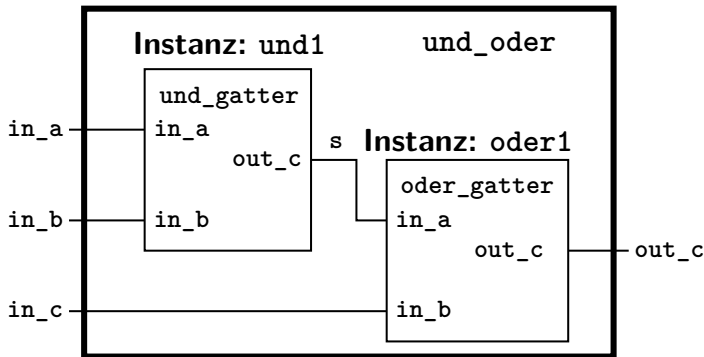 Instanz: und1
und_oder
und_gatter
in_a
in_a
out_c
s
Instanz: oder1
oder_gatter
in_b
in_b
in_a
out_c
out_c
in_c
in_b